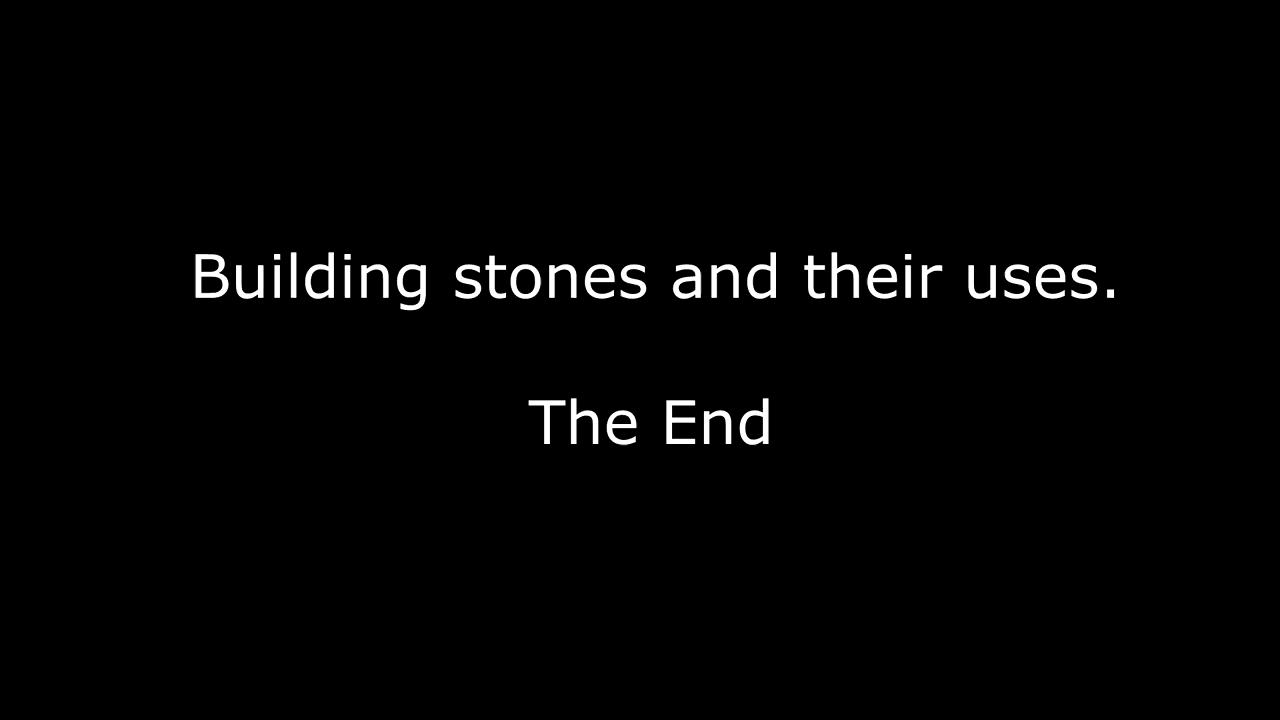 Building stones and their uses.
The End